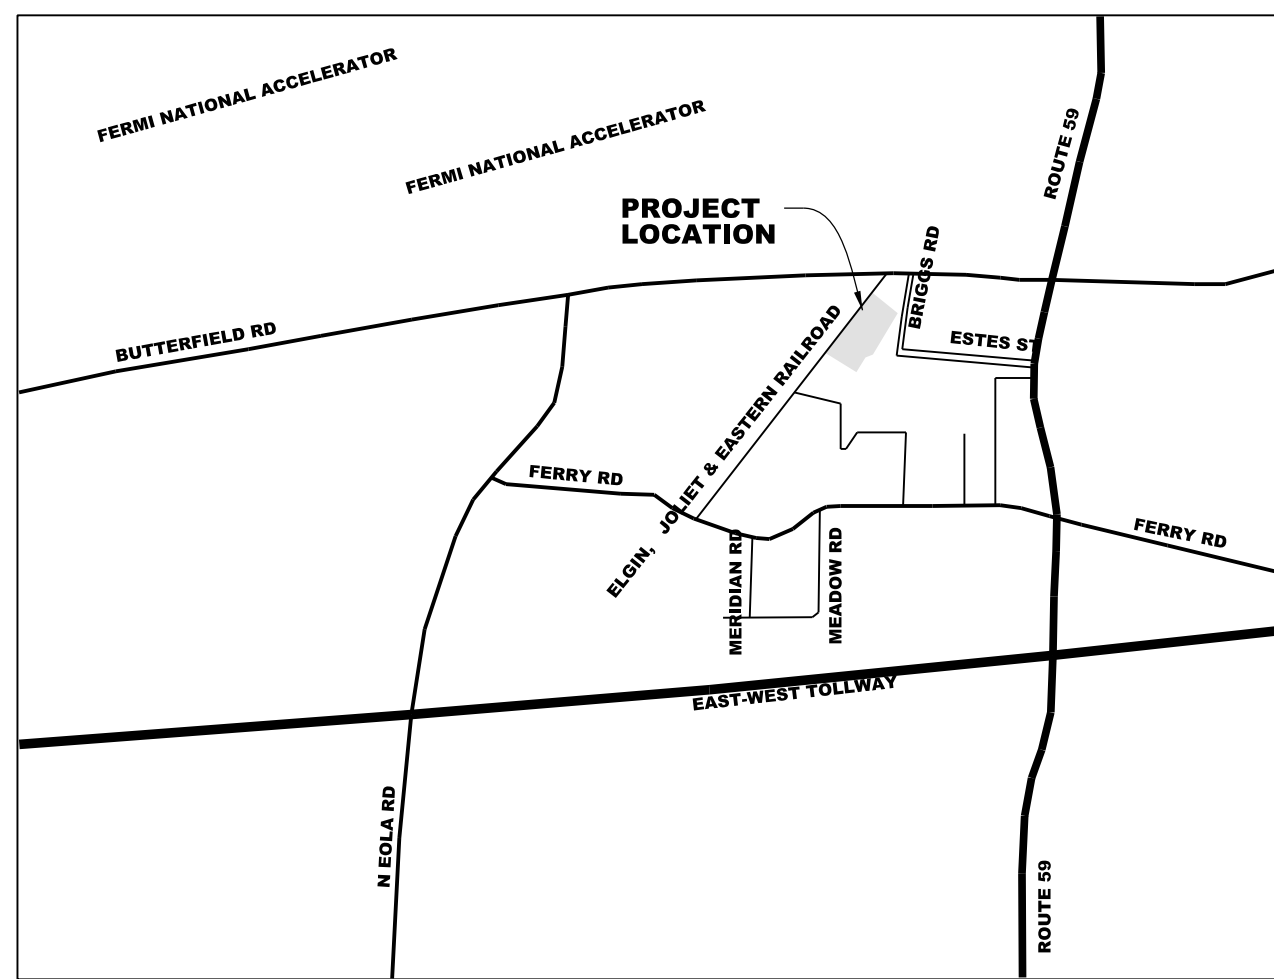 FERMI NATIONAL ACCELERATOR
FERMI NATIONAL ACCELERATOR
ROUTE 59
PROJECT
LOCATION
BRIGGS RD
BUTTERFIELD RD
ESTES ST
ELGIN, JOLIET & EASTERN RAILROAD
FERRY RD
FERRY RD
MERIDIAN RD
MEADOW RD
EAST-WEST TOLLWAY
N EOLA RD
ROUTE 59